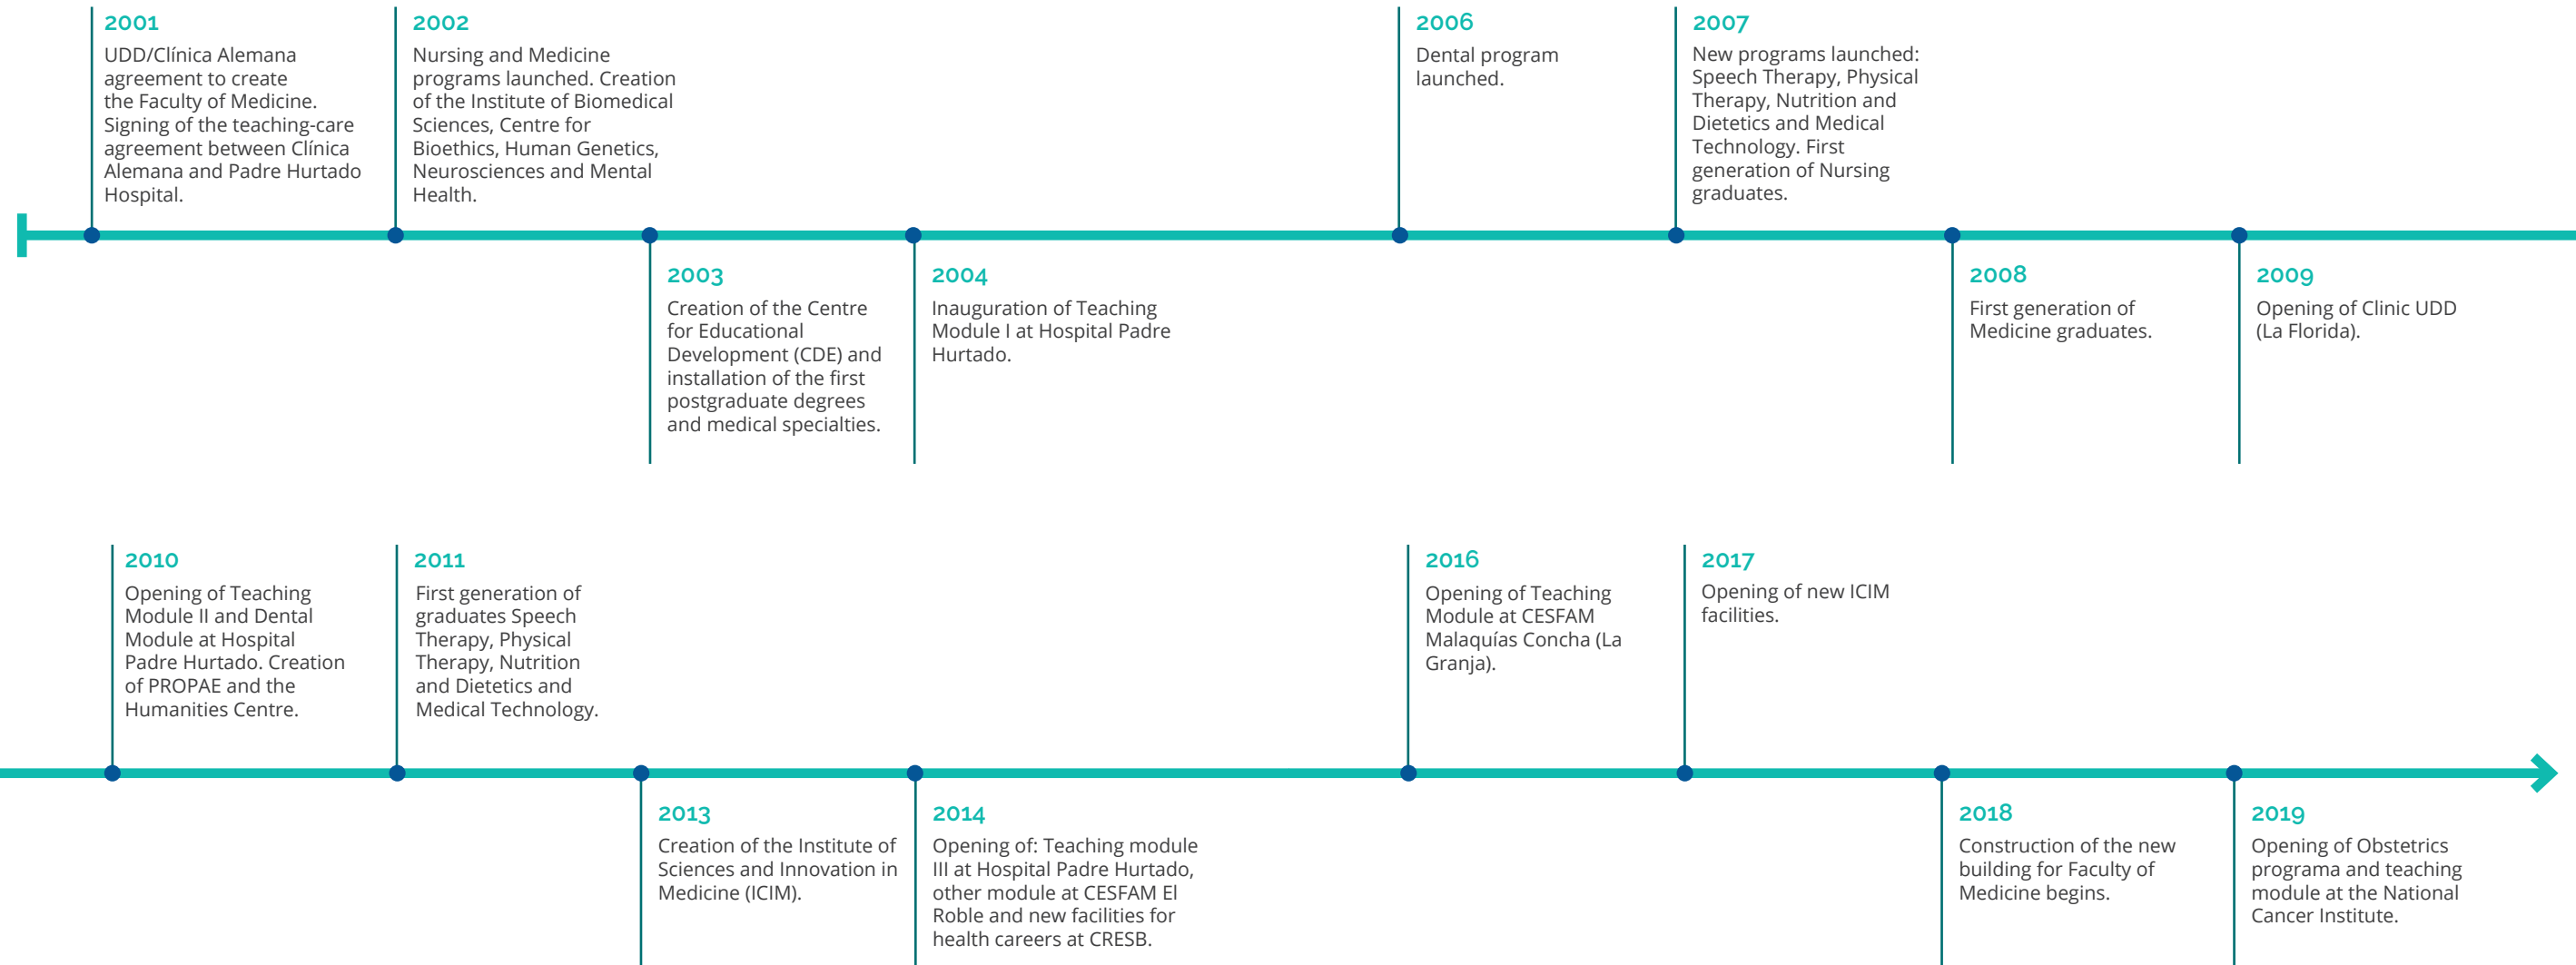 2001
UDD/Clínica Alemana
agreement to create
the Faculty of Medicine.
Signing of the teaching-care
agreement between Clínica
Alemana and Padre Hurtado
Hospital.
2002
Nursing and Medicine
programs launched. Creation
of the Institute of Biomedical
Sciences, Centre for
Bioethics, Human Genetics,
Neurosciences and Mental
Health.
2003
Creation of the Centre
for Educational
Development (CDE) and
installation of the first
postgraduate degrees
and medical specialties.
2004
Inauguration of Teaching
Module I at Hospital Padre
Hurtado.
2006
Dental program
launched.
2007
New programs launched:
Speech Therapy, Physical
Therapy, Nutrition and
Dietetics and Medical
Technology. First
generation of Nursing
graduates.
2008
First generation of
Medicine graduates.
2009
Opening of Clinic UDD
(La Florida).
2010
Opening of Teaching
Module II and Dental
Module at Hospital
Padre Hurtado. Creation
of PROPAE and the
Humanities Centre.
2011
First generation of
graduates Speech
Therapy, Physical
Therapy, Nutrition
and Dietetics and
Medical Technology.
2013
Creation of the Institute of
Sciences and Innovation in
Medicine (ICIM).
2014
Opening of: Teaching module
III at Hospital Padre Hurtado,
other module at CESFAM El
Roble and new facilities for
health careers at CRESB.
2016
Opening of Teaching
Module at CESFAM
Malaquías Concha (La
Granja).
2017
Opening of new ICIM
facilities.
2018
Construction of the new
building for Faculty of
Medicine begins.
2019
Opening of Obstetrics
programa and teaching
module at the National
Cancer Institute.